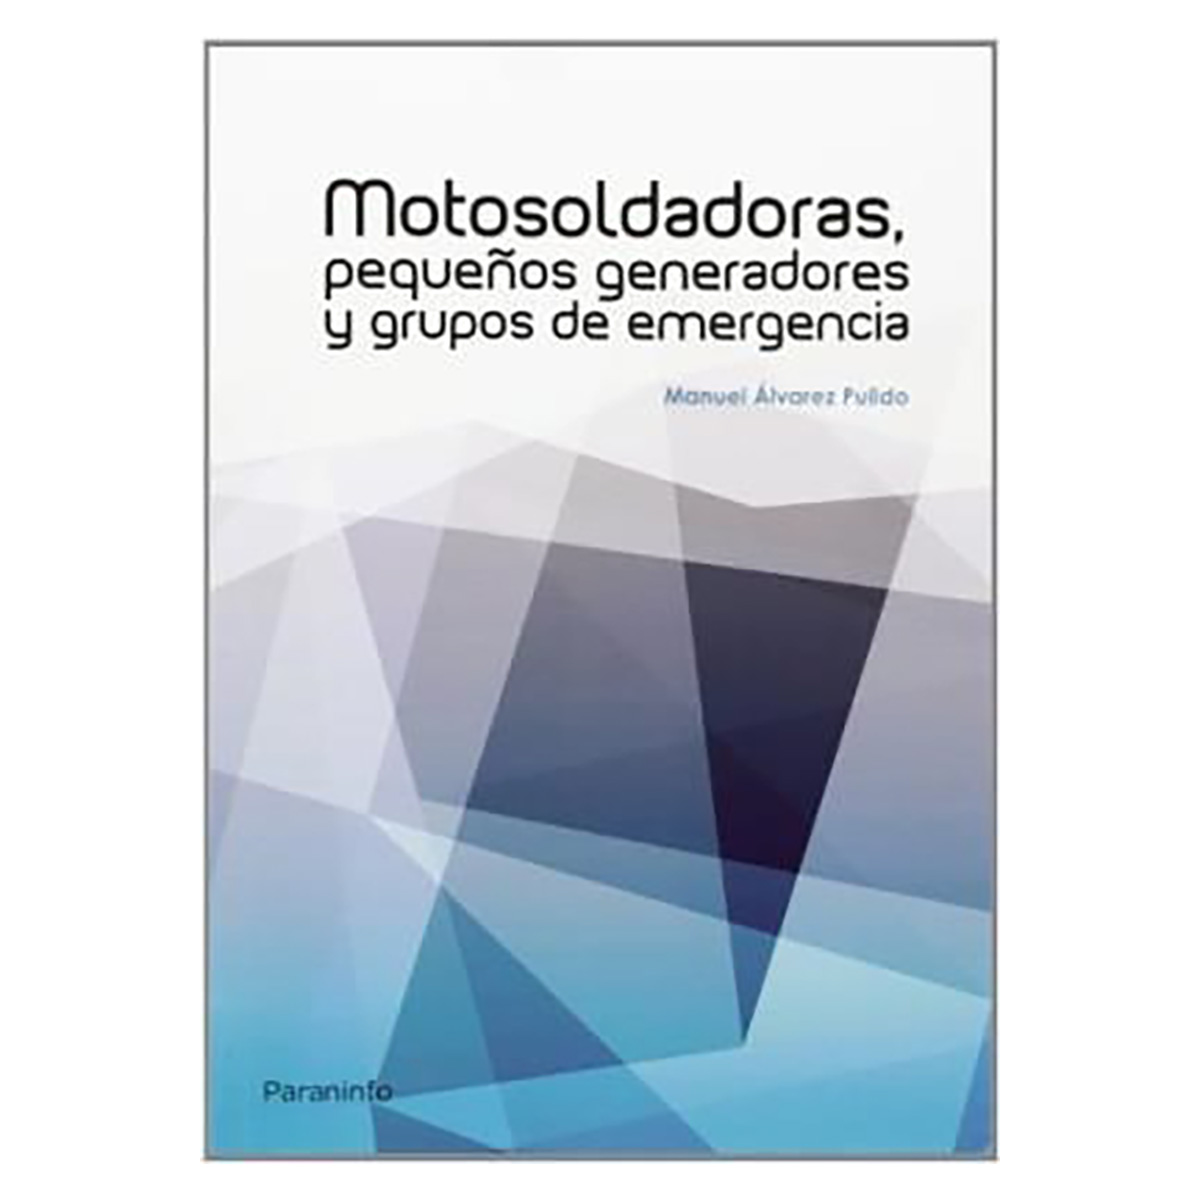 Motosoldadoras,
pequeños generadores
y grupos de emergencia
Manuel Álvarez Pulido
Paraninfo